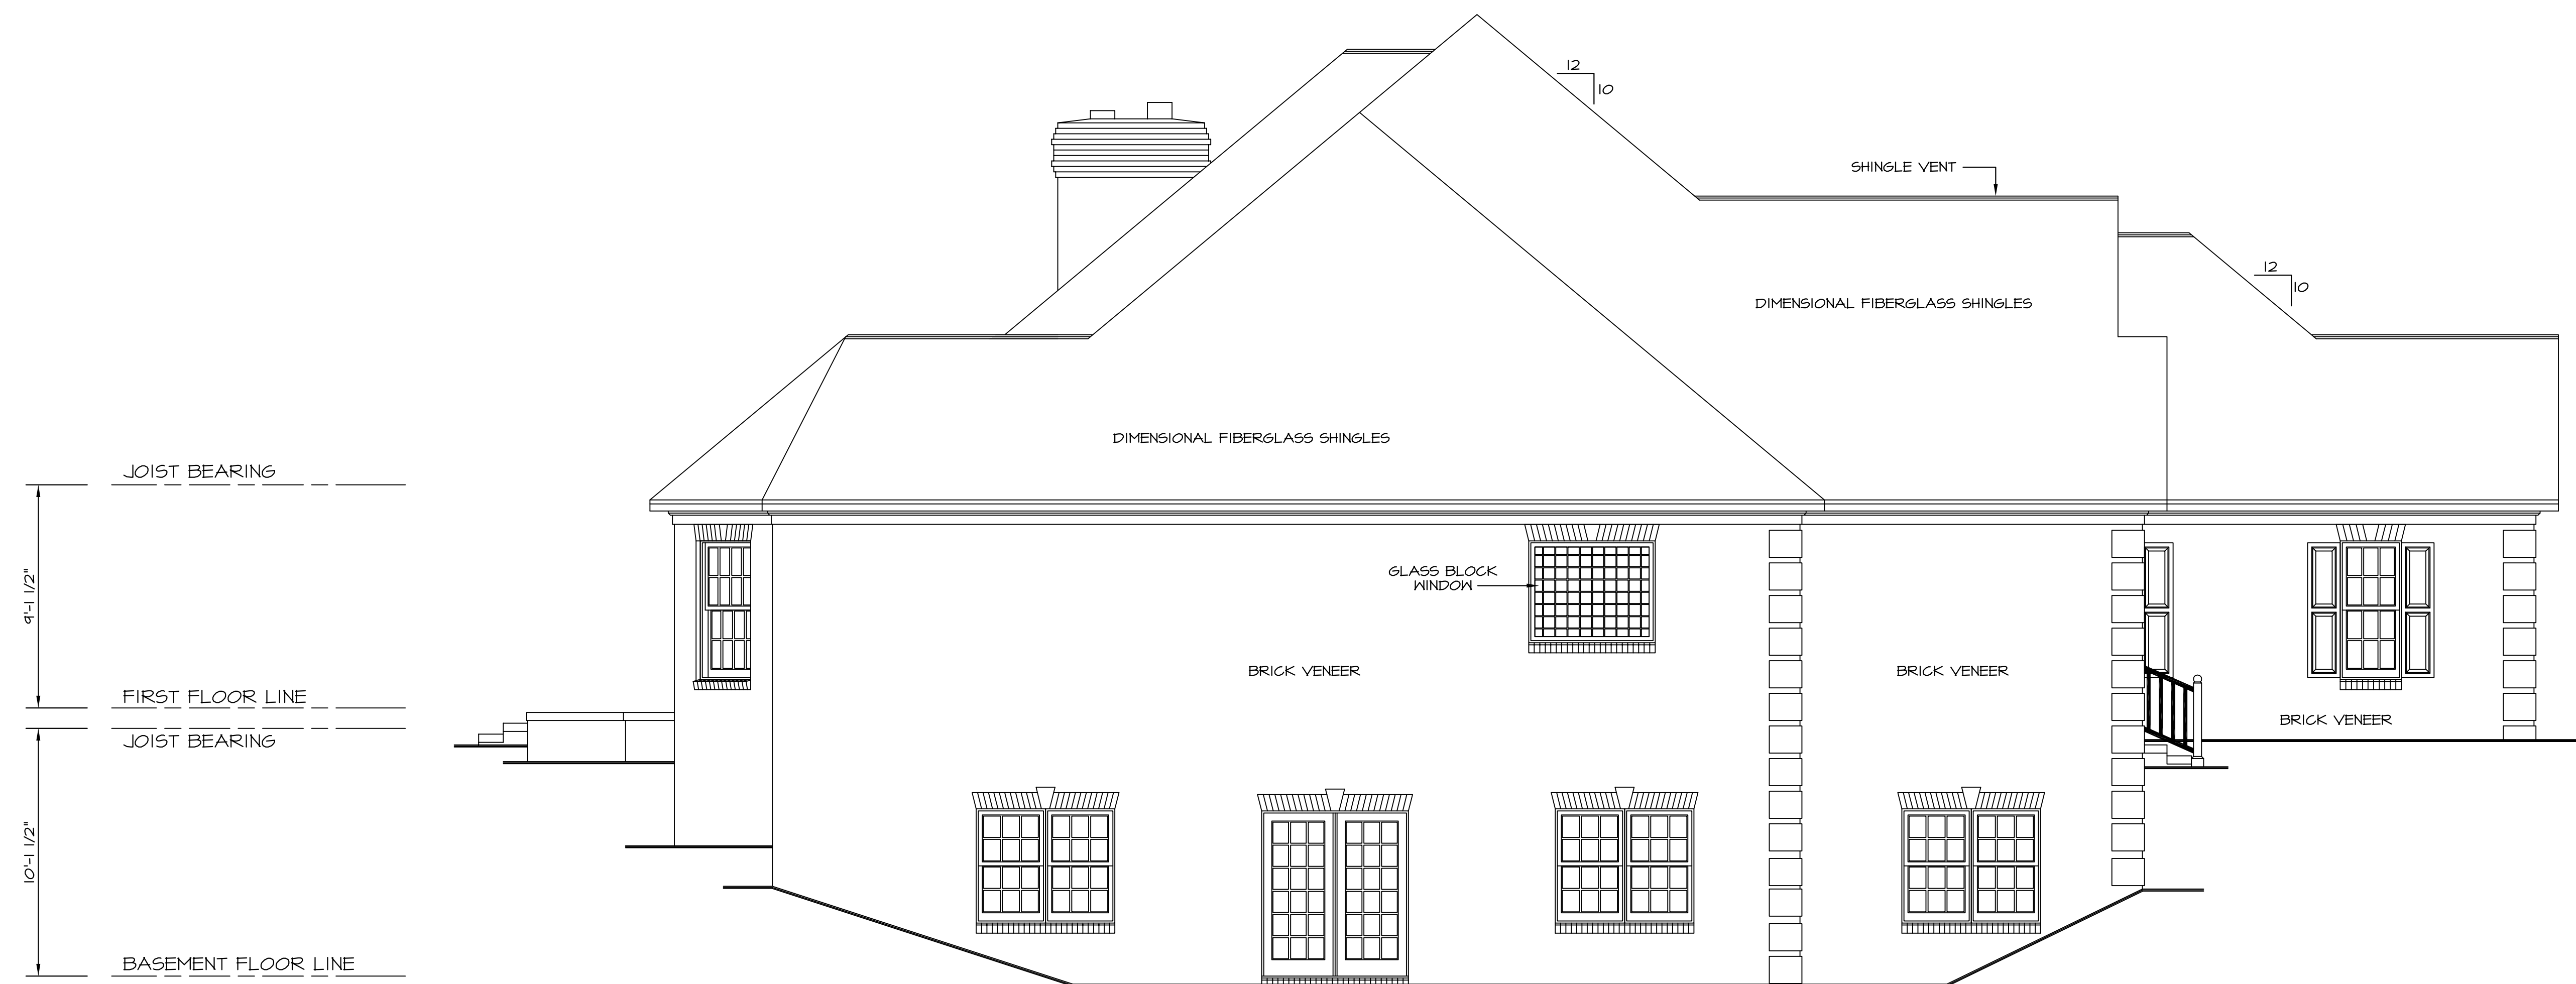 12
10
SHINGLE VENT
12
10
DIMENSIONAL FIBERGLASS SHINGLES
DIMENSIONAL FIBERGLASS SHINGLES
JOIST BEARING
9'-1 1/2"
GLASS BLOCK
WINDOW
BRICK VENEER
BRICK VENEER
FIRST FLOOR LINE
BRICK VENEER
JOIST BEARING
10'-1 1/2"
BASEMENT FLOOR LINE